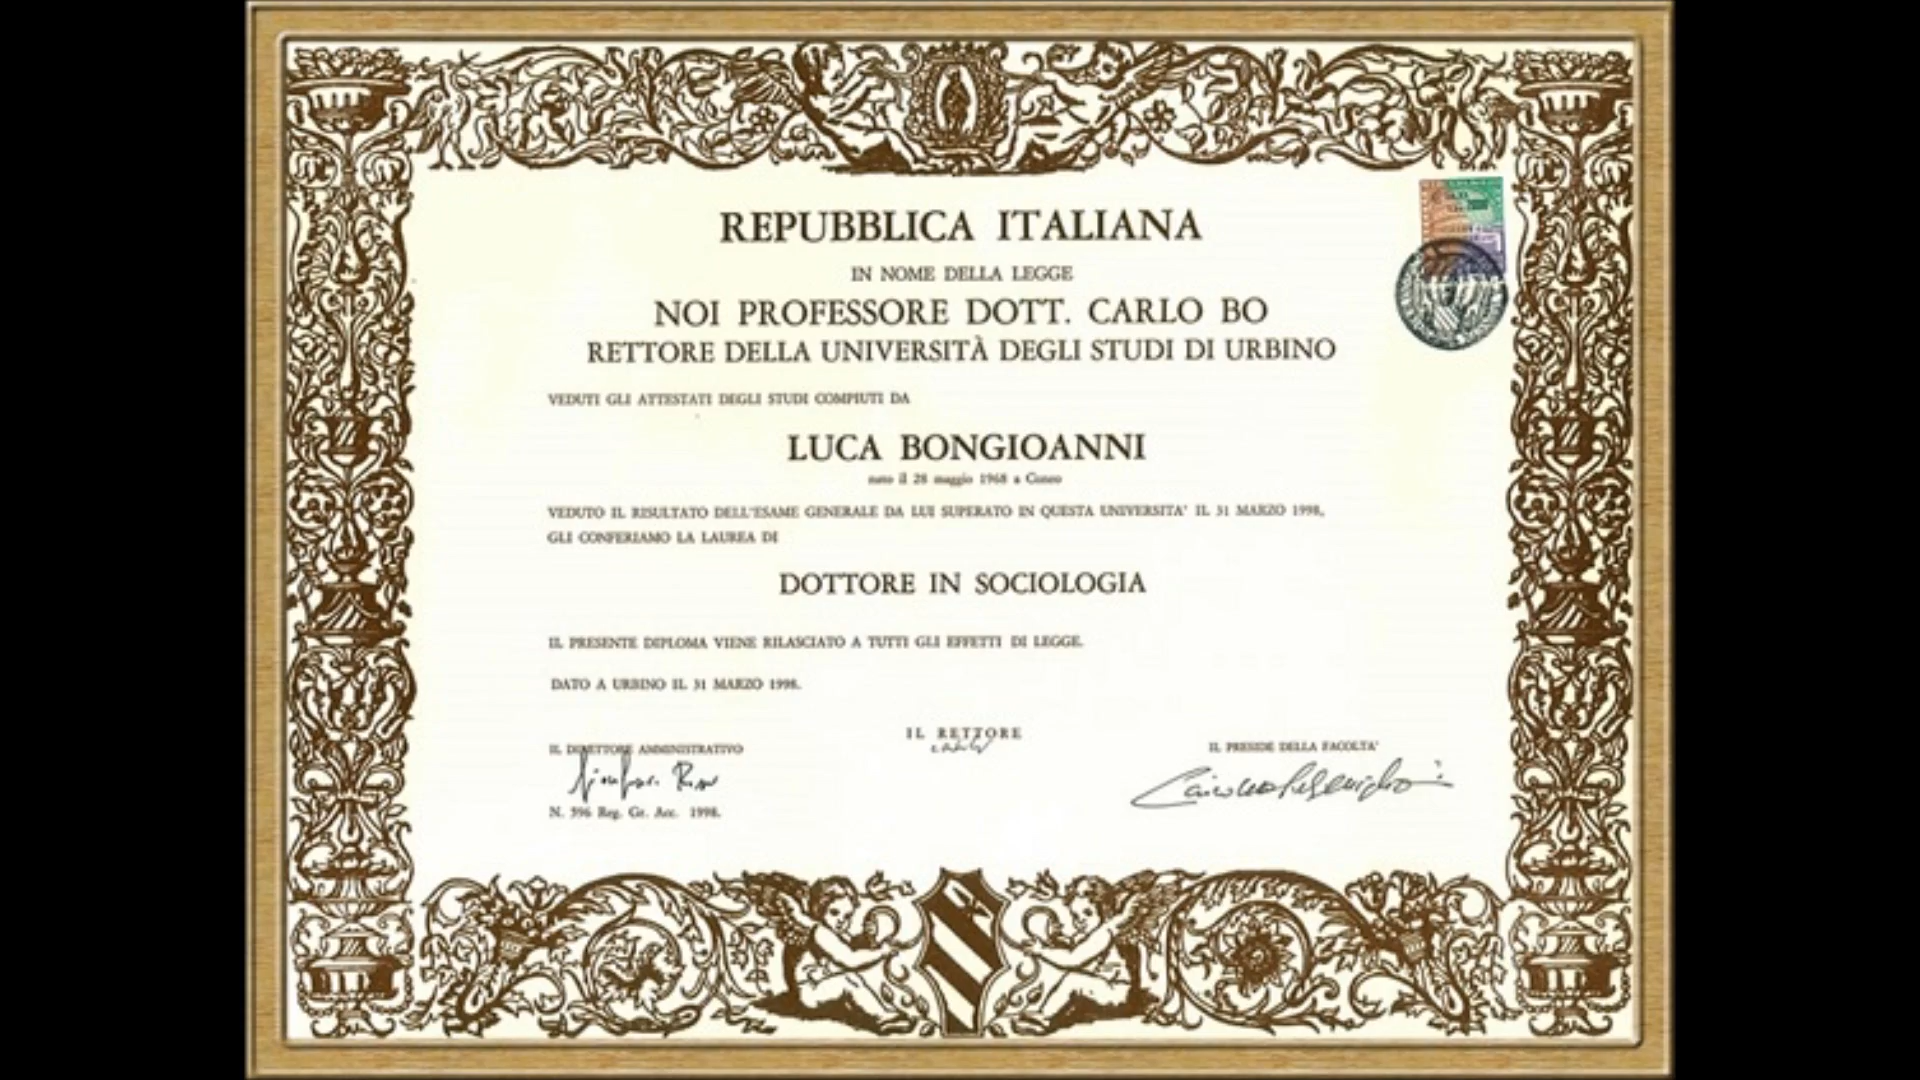 REPUBBLICA ITALIANA
IN NOME DELLA LEGGE
NOI PROFESSORE DOTT. CARLO BO
RETTORE DELLA UNIVERSITÀ DEGLI STUDI DI URBINO
VEDUTI GLI ATTESTATI DEGLI STUDI COMPIUTI DA
LUCA BONGIOANNI
nato il 28 maggio 1968 a Cuneo
VEDUTO IL RISULTATO DELL'ESAME GENERALE DA LUI SUPERATO IN QUESTA UNIVERSITA' IL 31 MARZO 1998,
GLI CONFERIAMO LA LAUREA DI
DOTTORE IN SOCIOLOGIA
IL PRESENTE DIPLOMA VIENE RILASCIATO A TUTTI GLI EFFETTI DI LEGGE.
DATO A URBINO IL 31 MARZO 1998.
IL DIRETTORE AMMINISTRATIVO
IL RETTORE
IL PRESIDE DELLA FACOLTA'
N. 596 Reg. Gr. Acc. 1998.